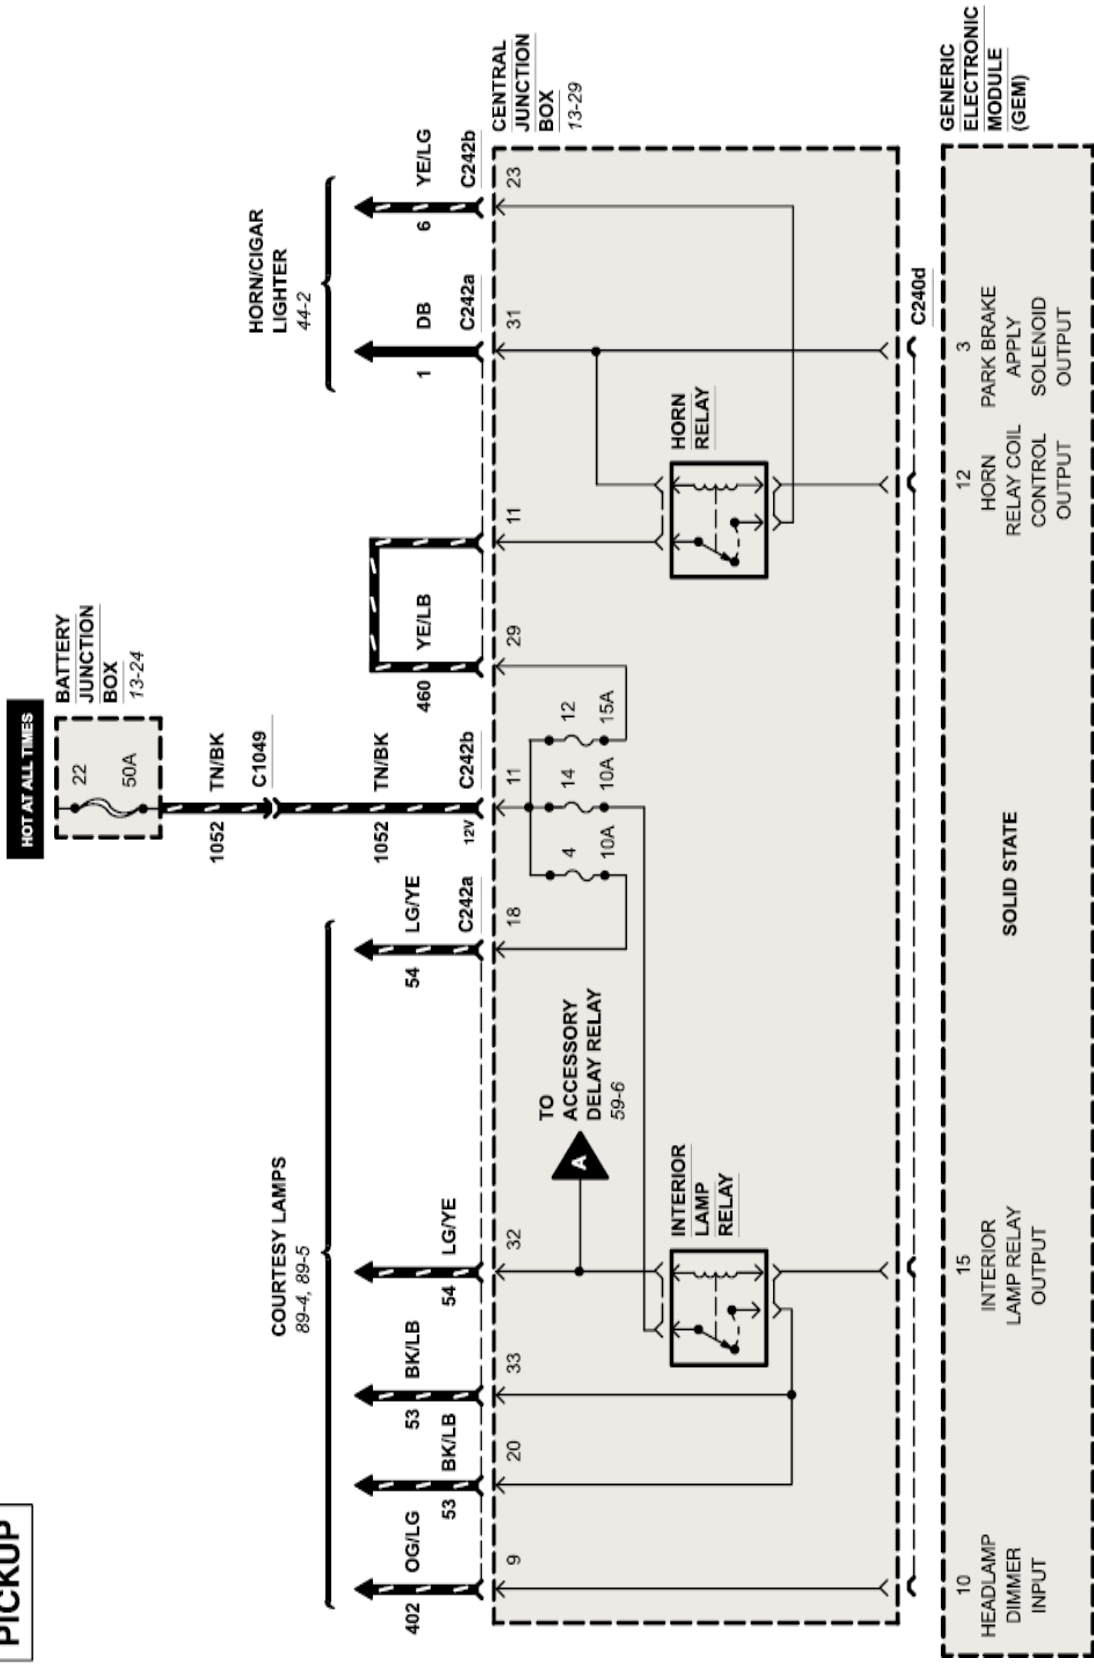 PICKUP
HOT AT ALL TIMES
22
50A
BATTERY
JUNCTION
BOX
13-24
1052
TN/BK
C1049
1052
TN/BK
COURTESY LAMPS
89-4, 89-5
HORN/CIGAR
LIGHTER
44-2
402
OG/LG
53
BK/LB
53
BK/LB
54
LG/YE
54
LG/YE
C242a
12V
C242b
460
YE/LB
1
DB
C242a
6
YE/LG
C242b
CENTRAL
JUNCTION
BOX
13-29
9
20
33
32
18
11
29
11
31
23
TO
ACCESSORY
DELAY RELAY
59-6
A
4
10A
14
10A
12
15A
INTERIOR
LAMP
RELAY
HORN
RELAY
C240d
GENERIC
ELECTRONIC
MODULE
(GEM)
10
HEADLAMP
DIMMER
INPUT
15
INTERIOR
LAMP RELAY
OUTPUT
SOLID STATE
12
HORN
RELAY COIL
CONTROL
OUTPUT
3
PARK BRAKE
APPLY
SOLENOID
OUTPUT